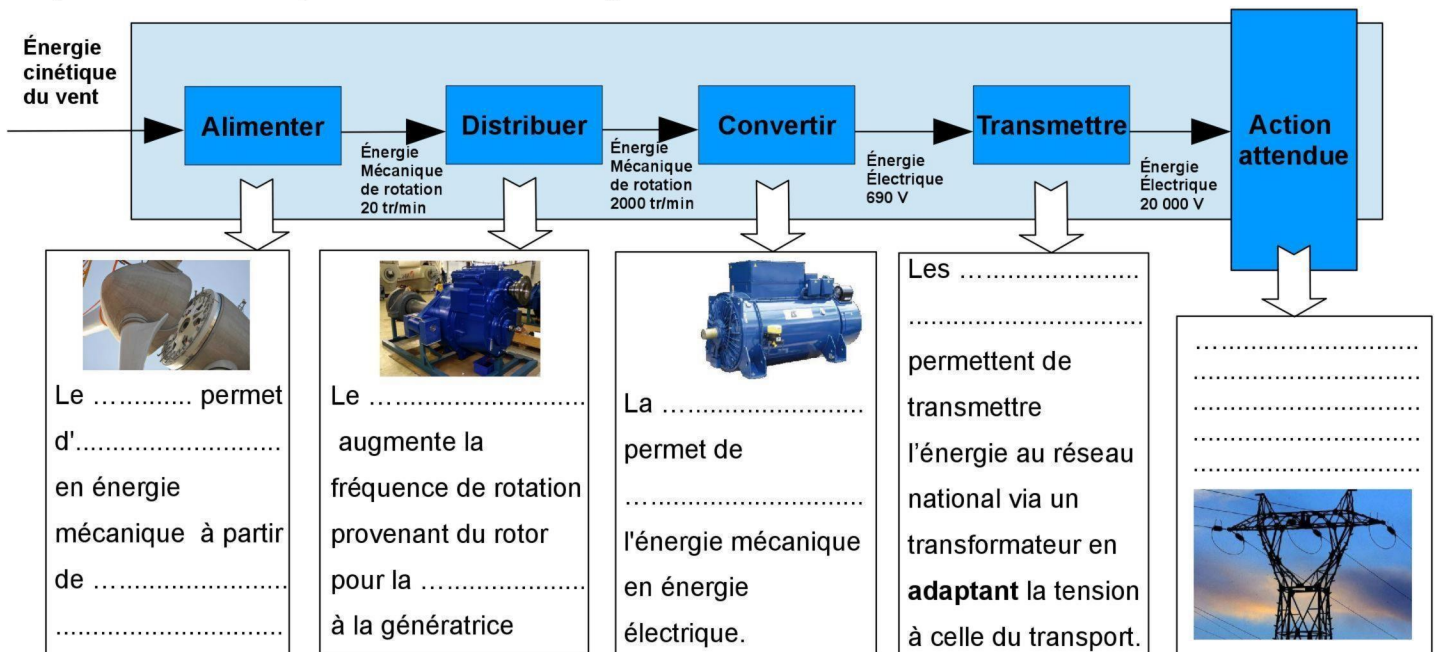 Énergie
cinétique
du vent
Alimenter
Énergie
Mécanique
de rotation
20 tr/min
Distribuer
Énergie
Mécanique
de rotation
2000 tr/min
Convertir
Énergie
Électrique
690 V
Transmettre
Énergie
Électrique
20 000 V
Action
attendue
Le .............. permet
d'..............................
en énergie
mécanique à partir
de .............................
.................................
Le ..............................
augmente la
fréquence de rotation
provenant du rotor
pour la .......................
à la génératrice
La ..............................
permet de
..................................
l'énergie mécanique
en énergie
électrique.
Les ..........................
..................................
permettent de
transmettre
l’énergie au réseau
national via un
transformateur en
adaptant la tension
à celle du transport.
.................................
.................................
.................................
.................................
.................................